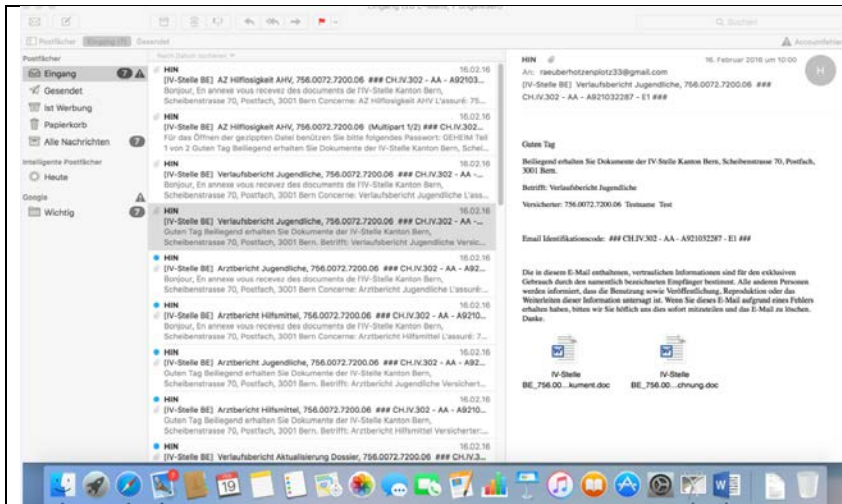 Suchen
Postfächer Eingang (7) Gesendet
Accountfehler
Postfächer
Eingang 7
Gesendet
Ist Werbung
Papierkorb
Alle Nachrichten 7
Intelligente Postfächer
Heute
Google
Wichtig 7
Nach Datum sortieren
HIN 16.02.16
[IV-Stelle BE] AZ Hilflosigkeit AHV, 756.0072.7200.06 ### CH.IV.302 - AA - A92103...
Bonjour, En annexe vous recevez des documents de l'IV-Stelle Kanton Bern,
Scheibenstrasse 70, Postfach, 3001 Bern Concerne: AZ Hilflosigkeit AHV L'assuré: 75...
HIN 16.02.16
[IV-Stelle BE] AZ Hilflosigkeit AHV, 756.0072.7200.06 (Multipart 1/2) ### CH.IV.302...
Für das Öffnen der gezippten Datei benützen Sie bitte folgendes Passwort: GEHEIM Teil
1 von 2 Guten Tag Beiliegend erhalten Sie Dokumente der IV-Stelle Kanton Bern, Schei...
HIN 16.02.16
[IV-Stelle BE] Verlaufsbericht Jugendliche, 756.0072.7200.06 ### CH.IV.302 - AA -...
Bonjour, En annexe vous recevez des documents de l'IV-Stelle Kanton Bern,
Scheibenstrasse 70, Postfach, 3001 Bern Concerne: Verlaufsbericht Jugendliche L'ass...
HIN 16.02.16
[IV-Stelle BE] Verlaufsbericht Jugendliche, 756.0072.7200.06 ### CH.IV.302 - AA -...
Guten Tag Beiliegend erhalten Sie Dokumente der IV-Stelle Kanton Bern,
Scheibenstrasse 70, Postfach, 3001 Bern. Betrifft: Verlaufsbericht Jugendliche Versic...
HIN 16.02.16
[IV-Stelle BE] Arztbericht Jugendliche, 756.0072.7200.06 ### CH.IV.302 - AA - A92...
Bonjour, En annexe vous recevez des documents de l'IV-Stelle Kanton Bern,
Scheibenstrasse 70, Postfach, 3001 Bern Concerne: Arztbericht Jugendliche L'assuré:...
HIN 16.02.16
[IV-Stelle BE] Arztbericht Hilfsmittel, 756.0072.7200.06 ### CH.IV.302 - AA - A9210...
Bonjour, En annexe vous recevez des documents de l'IV-Stelle Kanton Bern,
Scheibenstrasse 70, Postfach, 3001 Bern Concerne: Arztbericht Hilfsmittel L'assuré: 7...
HIN 16.02.16
[IV-Stelle BE] Arztbericht Jugendliche, 756.0072.7200.06 ### CH.IV.302 - AA - A92...
Guten Tag Beiliegend erhalten Sie Dokumente der IV-Stelle Kanton Bern,
Scheibenstrasse 70, Postfach, 3001 Bern. Betrifft: Arztbericht Jugendliche Versichert...
HIN 16.02.16
[IV-Stelle BE] Arztbericht Hilfsmittel, 756.0072.7200.06 ### CH.IV.302 - AA - A9210...
Guten Tag Beiliegend erhalten Sie Dokumente der IV-Stelle Kanton Bern,
Scheibenstrasse 70, Postfach, 3001 Bern. Betrifft: Arztbericht Hilfsmittel Versicherter:...
HIN 16.02.16
[IV-Stelle BE] Verlaufsbericht Aktualisierung Dossier, 756.0072.7200.06 ### CH.IV.3...
HIN 16. Februar 2016 um 10:00
H
An: raeuberhotzenplotz33@gmail.com
[IV-Stelle BE] Verlaufsbericht Jugendliche, 756.0072.7200.06 ###
CH.IV.302 - AA - A921032287 - E1 ###
Guten Tag
Beiliegend erhalten Sie Dokumente der IV-Stelle Kanton Bern, Scheibenstrasse 70, Postfach,
3001 Bern.
Betrifft: Verlaufsbericht Jugendliche
Versicherter: 756.0072.7200.06 Testname Test
Email Identifikationscode: ### CH.IV.302 - AA - A921032287 - E1 ###
Die in diesem E-Mail enthaltenen, vertraulichen Informationen sind für den exklusiven
Gebrauch durch den namentlich bezeichneten Empfänger bestimmt. Alle anderen Personen
werden informiert, dass die Benutzung sowie Veröffentlichung, Reproduktion oder das
Weiterleiten dieser Information untersagt ist. Wenn Sie dieses E-Mail aufgrund eines Fehlers
erhalten haben, bitten wir Sie höflich uns dies sofort mitzuteilen und das E-Mail zu löschen.
Danke.
IV-Stelle
BE_756.00...kument.doc
IV-Stelle
BE_756.00...chnung.doc
19